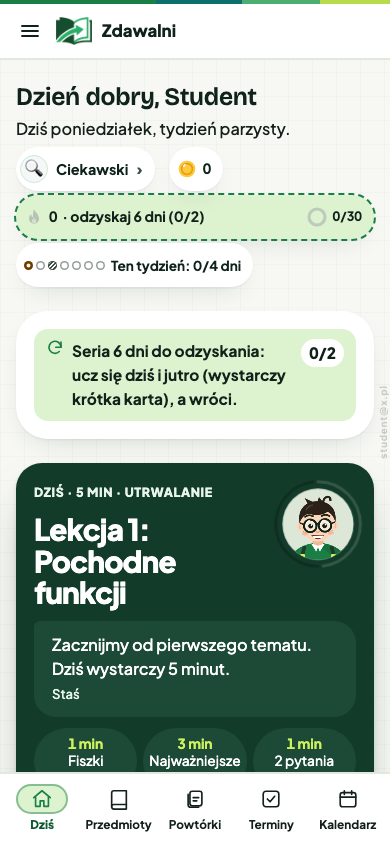 Zdawalni
Dzień dobry, Student
Dziś poniedziałek, tydzień parzysty.
Ciekawski ›
0
0 · odzyskaj 6 dni (0/2)
0/30
Ten tydzień: 0/4 dni
Seria 6 dni do odzyskania:
ucz się dziś i jutro (wystarczy
krótka karta), a wróci.
0/2
student@x.pl
DZIŚ · 5 MIN · UTRWALANIE
Lekcja 1:
Pochodne
funkcji
Zacznijmy od pierwszego tematu.
Dziś wystarczy 5 minut.
Staś
1 min
Fiszki
3 min
Najważniejsze
1 min
2 pytania
Dziś
Przedmioty
Powtórki
Terminy
Kalendarz